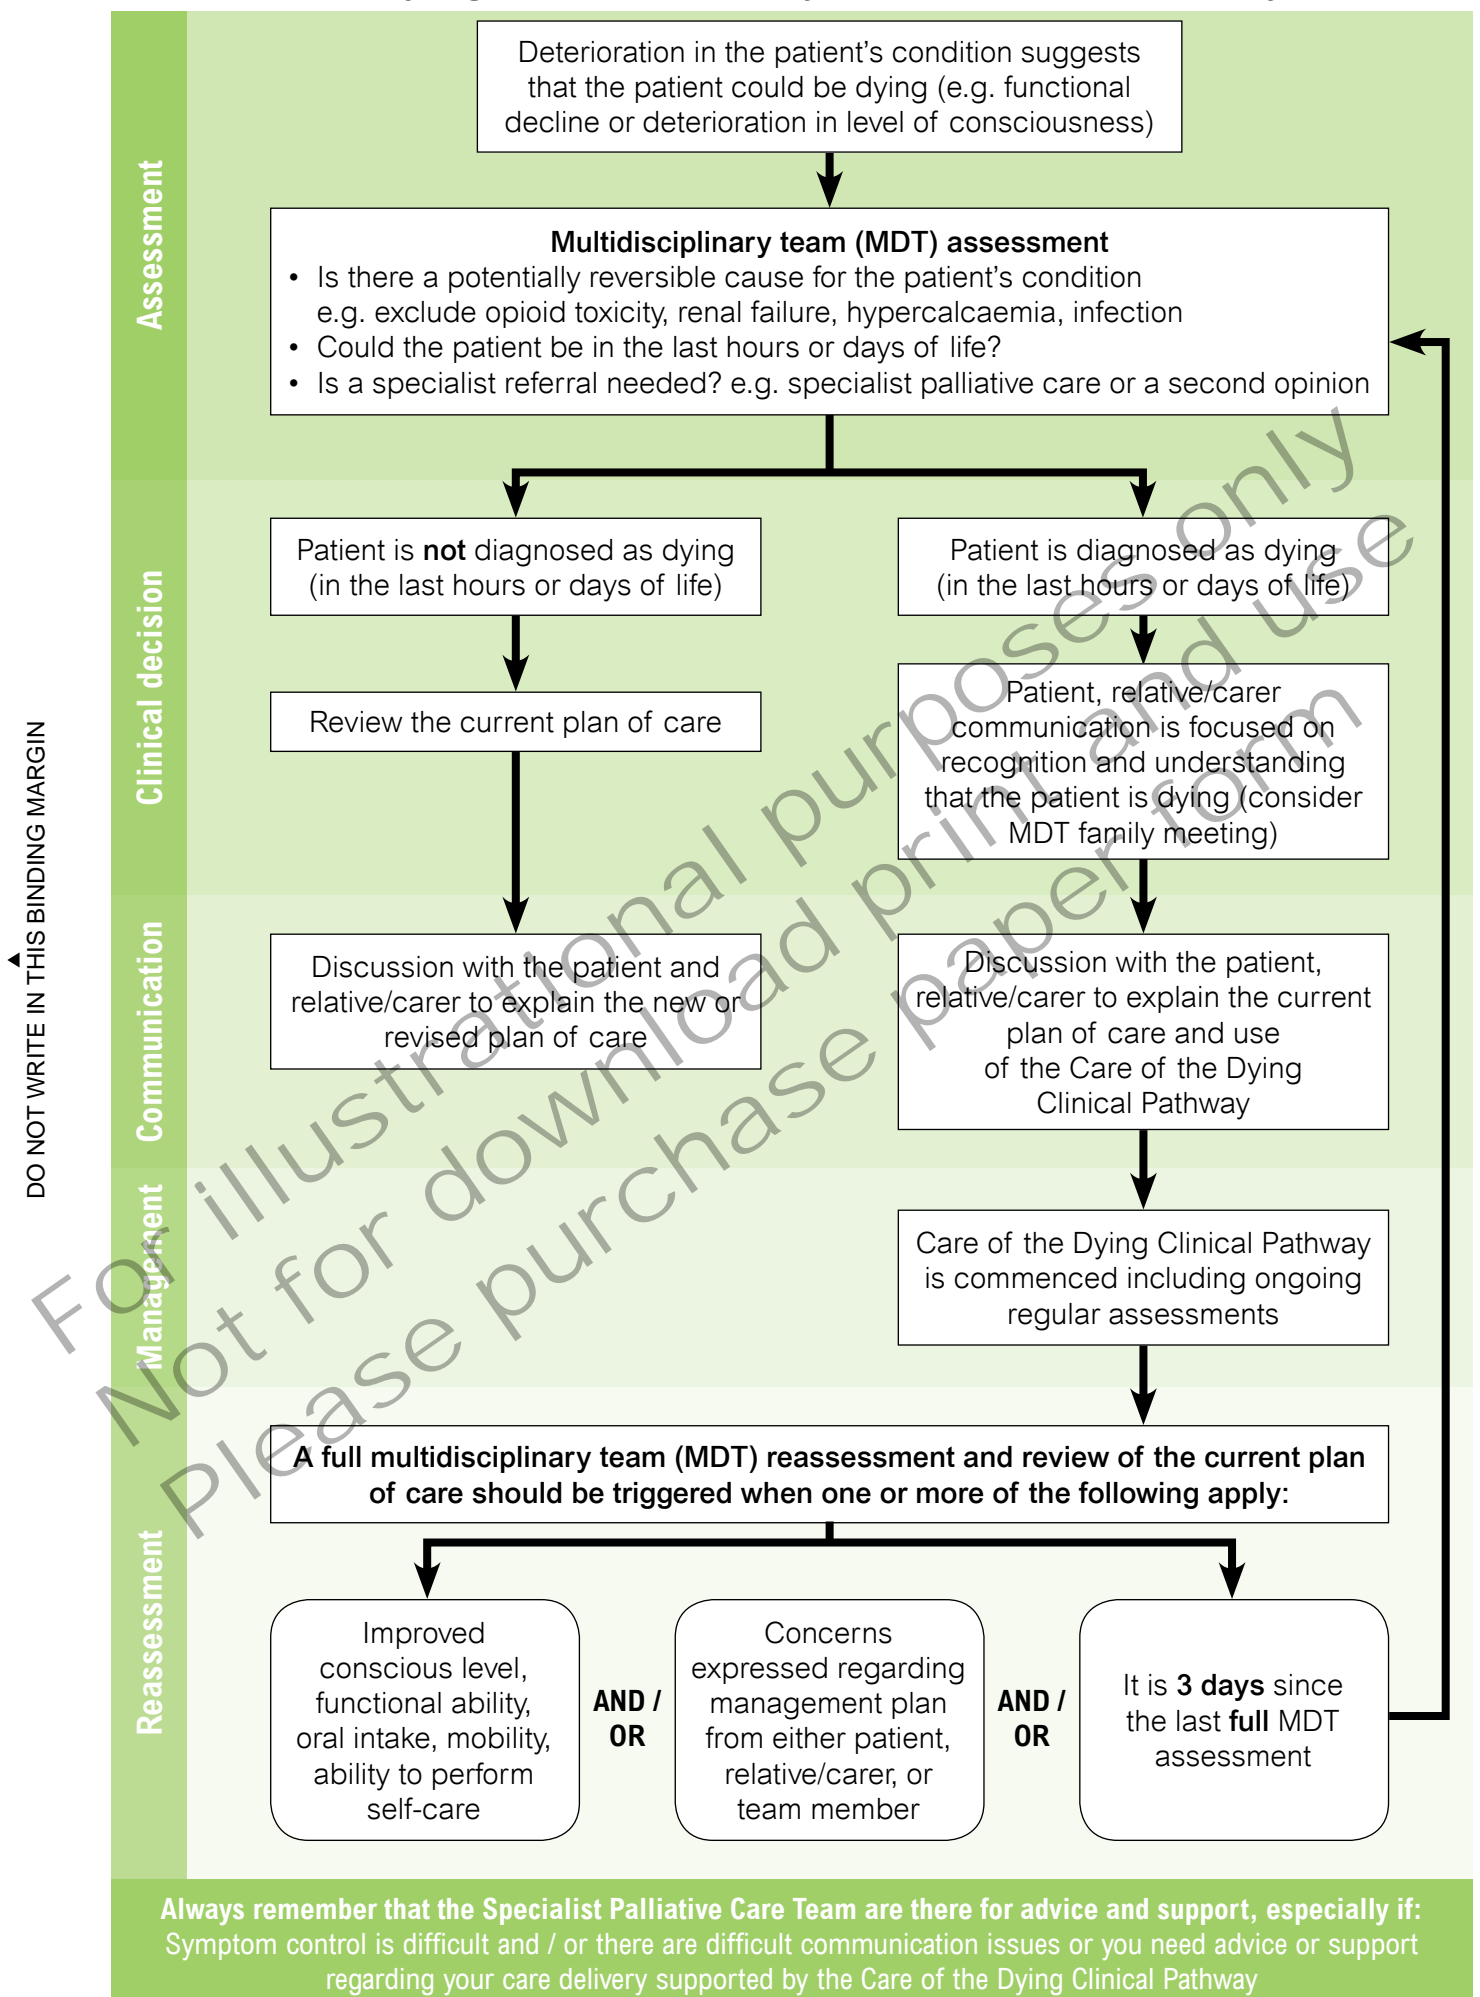 Deterioration in the patient's condition suggests
that the patient could be dying (e.g. functional
decline or deterioration in level of consciousness)
Assessment
Multidisciplinary team (MDT) assessment
• Is there a potentially reversible cause for the patient's condition
e.g. exclude opioid toxicity, renal failure, hypercalcaemia, infection
• Could the patient be in the last hours or days of life?
• Is a specialist referral needed? e.g. specialist palliative care or a second opinion
Clinical decision
Patient is not diagnosed as dying
(in the last hours or days of life)
Patient is diagnosed as dying
(in the last hours or days of life)
Review the current plan of care
Patient, relative/carer
communication is focused on
recognition and understanding
that the patient is dying (consider
MDT family meeting)
Communication
Discussion with the patient and
relative/carer to explain the new or
revised plan of care
Discussion with the patient,
relative/carer to explain the current
plan of care and use
of the Care of the Dying
Clinical Pathway
Management
Care of the Dying Clinical Pathway
is commenced including ongoing
regular assessments
Reassessment
A full multidisciplinary team (MDT) reassessment and review of the current plan
of care should be triggered when one or more of the following apply:
Improved
conscious level,
functional ability,
oral intake, mobility,
ability to perform
self-care
AND /
OR
Concerns
expressed regarding
management plan
from either patient,
relative/carer, or
team member
AND /
OR
It is 3 days since
the last full MDT
assessment
Always remember that the Specialist Palliative Care Team are there for advice and support, especially if:
Symptom control is difficult and / or there are difficult communication issues or you need advice or support
regarding your care delivery supported by the Care of the Dying Clinical Pathway
DO NOT WRITE IN THIS BINDING MARGIN
For illustrational purposes only
Not for download print and use
Please purchase paper form